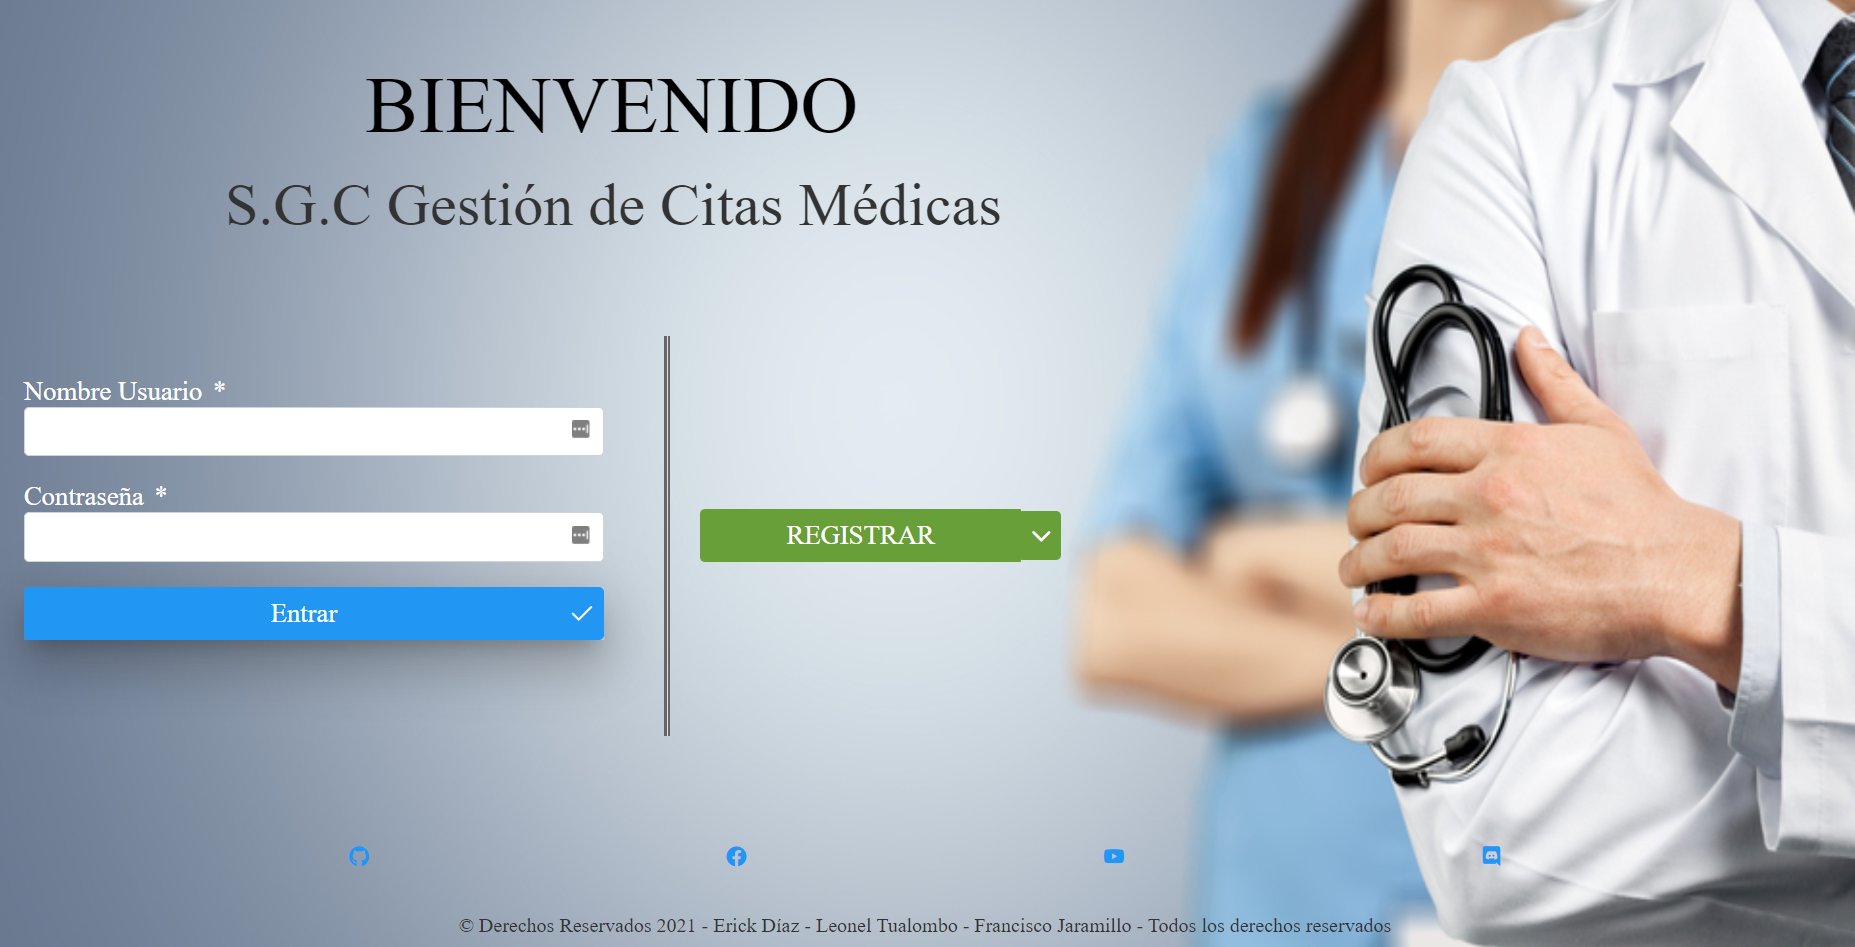 BIENVENIDO
S.G.C Gestión de Citas Médicas
Nombre Usuario *
Contraseña *
Entrar
REGISTRAR
© Derechos Reservados 2021 - Erick Díaz - Leonel Tualombo - Francisco Jaramillo - Todos los derechos reservados